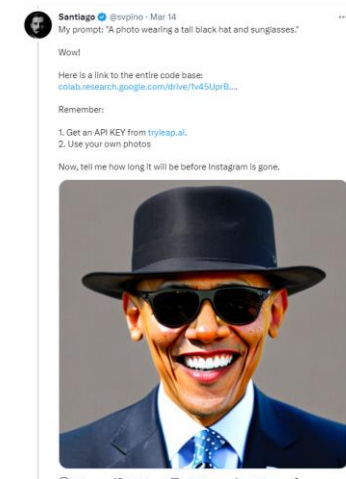 Santiago @svpino · Mar 14
My prompt: "A photo wearing a tall black hat and sunglasses."
Wow!
Here is a link to the entire code base:
colab.research.google.com/drive/1v45UprB...
Remember:
1. Get an API KEY from tryleap.ai.
2. Use your own photos
Now, tell me how long it will be before Instagram is gone.